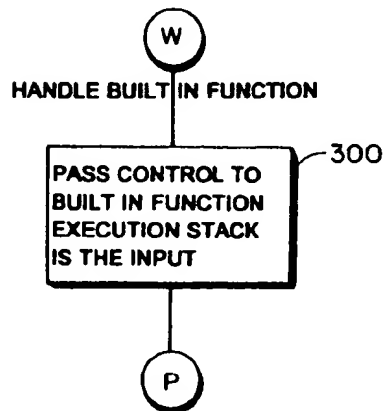 W
HANDLE BUILT IN FUNCTION
300
PASS CONTROL TO
BUILT IN FUNCTION
EXECUTION STACK
IS THE INPUT
P